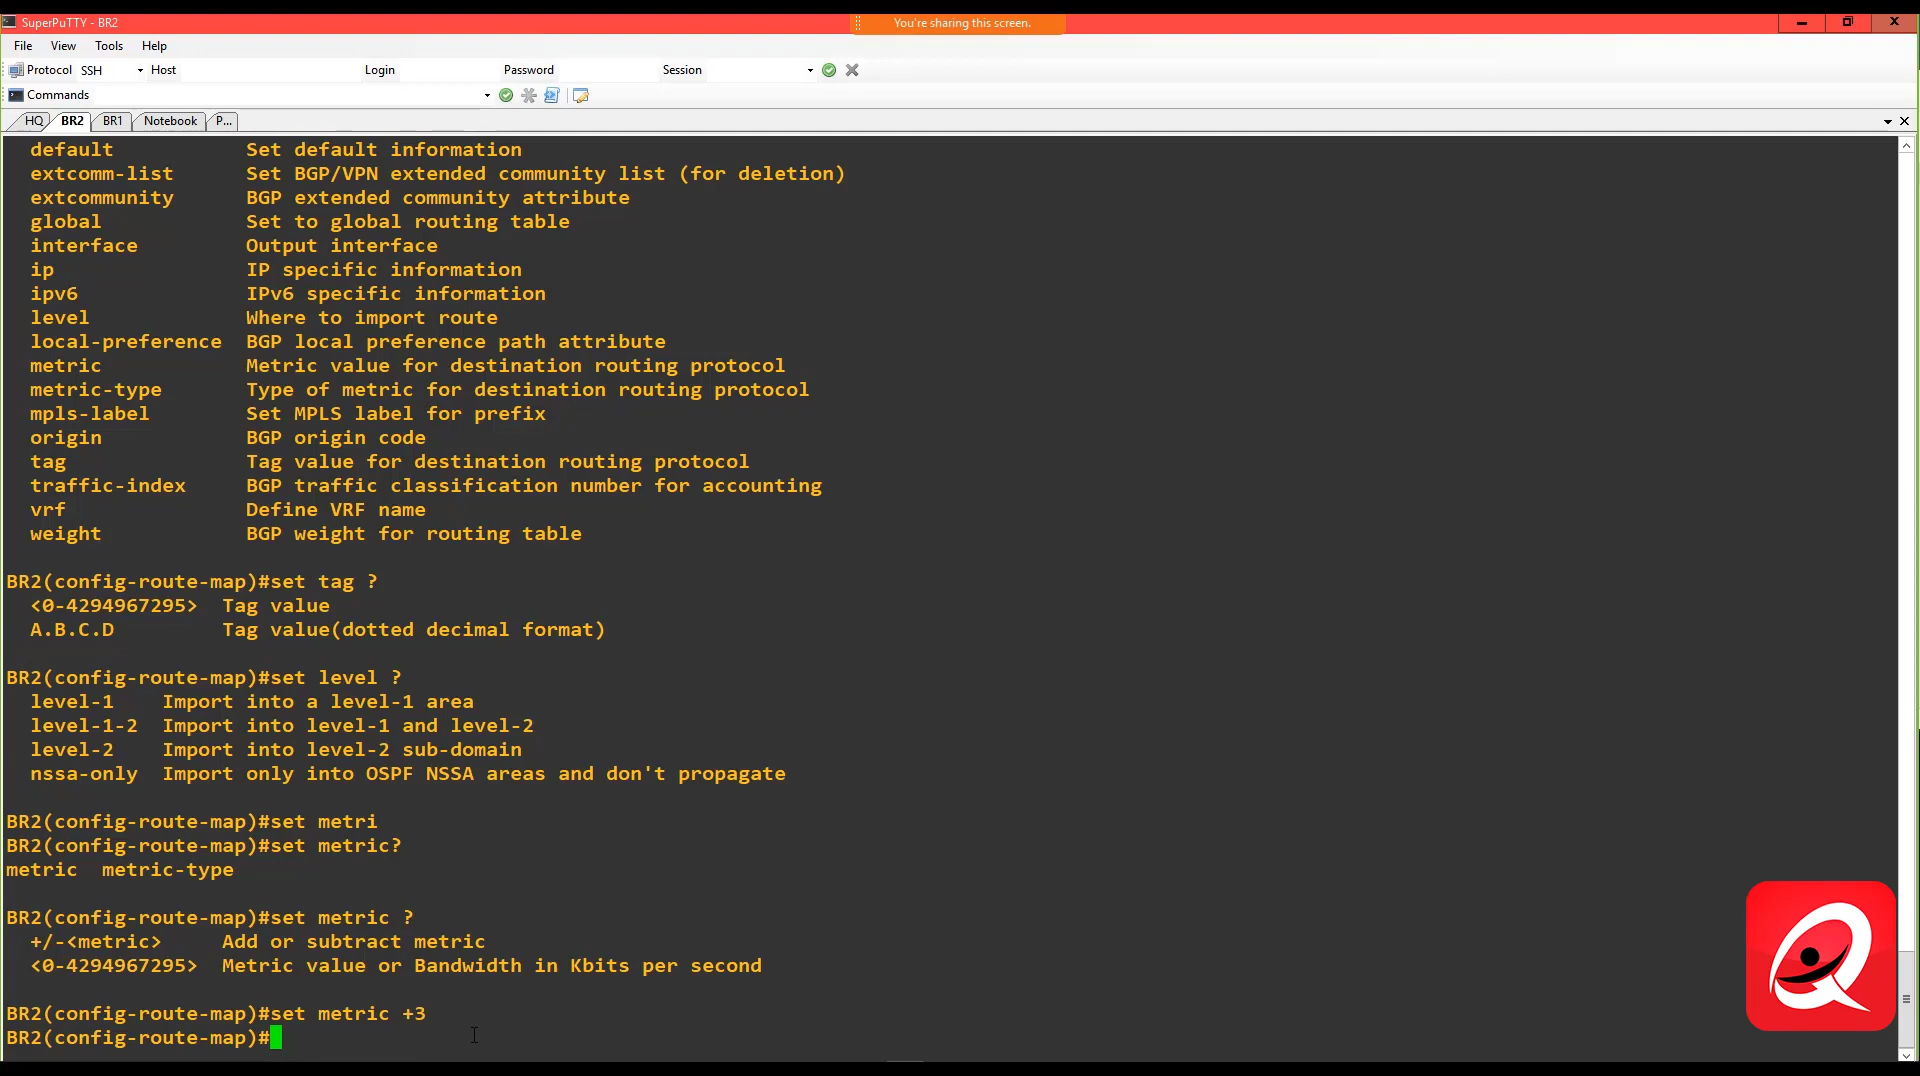 SuperPuTTY - BR2
You're sharing this screen.
File View Tools Help
Protocol SSH Host Login Password Session
Commands
HQ BR2 BR1 Notebook P...
default Set default information
extcomm-list Set BGP/VPN extended community list (for deletion)
extcommunity BGP extended community attribute
global Set to global routing table
interface Output interface
ip IP specific information
ipv6 IPv6 specific information
level Where to import route
local-preference BGP local preference path attribute
metric Metric value for destination routing protocol
metric-type Type of metric for destination routing protocol
mpls-label Set MPLS label for prefix
origin BGP origin code
tag Tag value for destination routing protocol
traffic-index BGP traffic classification number for accounting
vrf Define VRF name
weight BGP weight for routing table
BR2(config-route-map)#set tag ?
<0-4294967295> Tag value
A.B.C.D Tag value(dotted decimal format)
BR2(config-route-map)#set level ?
level-1 Import into a level-1 area
level-1-2 Import into level-1 and level-2
level-2 Import into level-2 sub-domain
nssa-only Import only into OSPF NSSA areas and don't propagate
BR2(config-route-map)#set metri
BR2(config-route-map)#set metric?
metric metric-type
BR2(config-route-map)#set metric ?
+/-<metric> Add or subtract metric
<0-4294967295> Metric value or Bandwidth in Kbits per second
BR2(config-route-map)#set metric +3
BR2(config-route-map)#